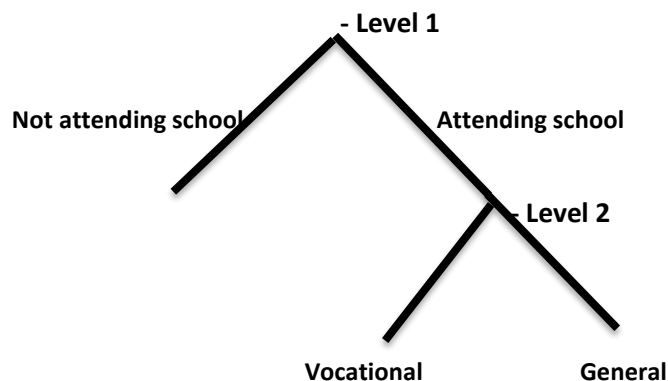 - Level 1
Not attending school
Attending school
- Level 2
Vocational
General